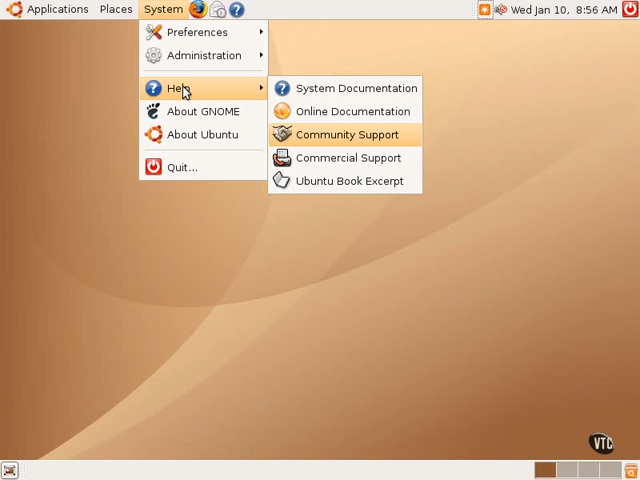 Applications Places System Wed Jan 10, 8:56 AM
Preferences
Administration
Help
About GNOME
About Ubuntu
Quit...
System Documentation
Online Documentation
Community Support
Commercial Support
Ubuntu Book Excerpt
VTC